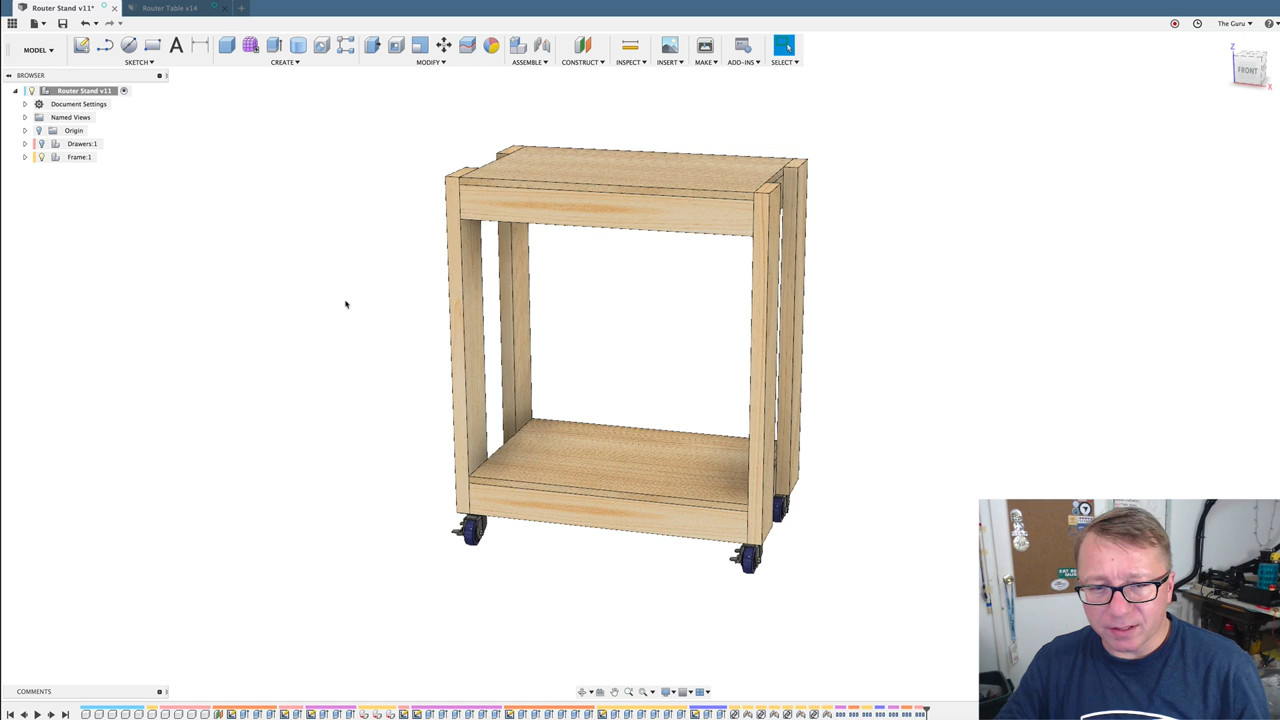 Router Stand v11*
Router Table v14
The Guru
MODEL
SKETCH
CREATE
MODIFY
ASSEMBLE
CONSTRUCT
INSPECT
INSERT
MAKE
ADD-INS
SELECT
Z
FRONT
X
BROWSER
Router Stand v11
Document Settings
Named Views
Origin
Drawers:1
Frame:1
COMMENTS